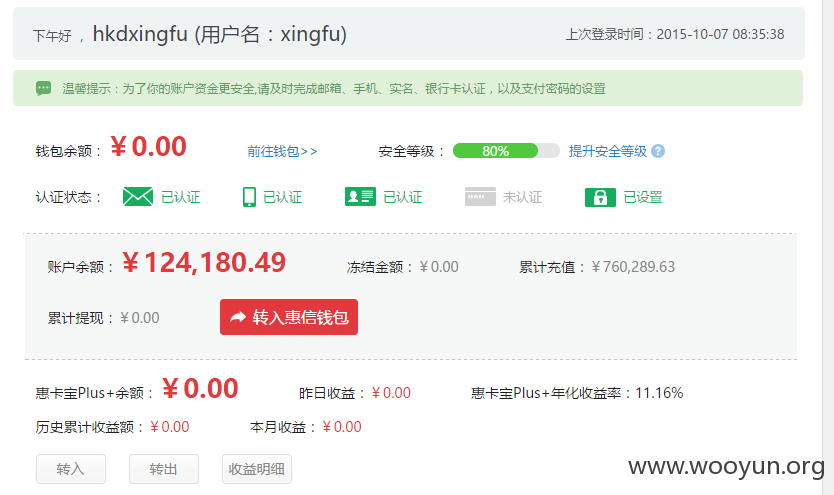 下午好 ， hkdxingfu (用户名：xingfu) 上次登录时间：2015-10-07 08:35:38
温馨提示：为了你的账户资金更安全,请及时完成邮箱、手机、实名、银行卡认证，以及支付密码的设置
钱包余额： ￥0.00 前往钱包>> 安全等级： 80% 提升安全等级 ?
认证状态： 已认证 已认证 已认证 未认证 已设置
账户余额： ￥124,180.49 冻结金额：￥0.00 累计充值：￥760,289.63
累计提现：￥0.00 转入惠信钱包
惠卡宝Plus+余额： ￥0.00 昨日收益：￥0.00 惠卡宝Plus+年化收益率：11.16%
历史累计收益额：￥0.00 本月收益：￥0.00
转入 转出 收益明细
www.wooyun.org